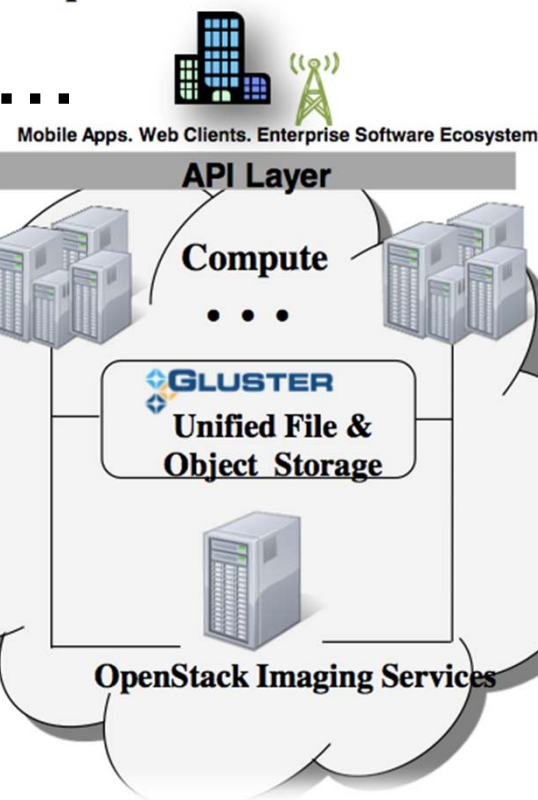 Mobile Apps. Web Clients. Enterprise Software Ecosystem
API Layer
Compute
• • •
GLUSTER
Unified File &
Object Storage
OpenStack Imaging Services